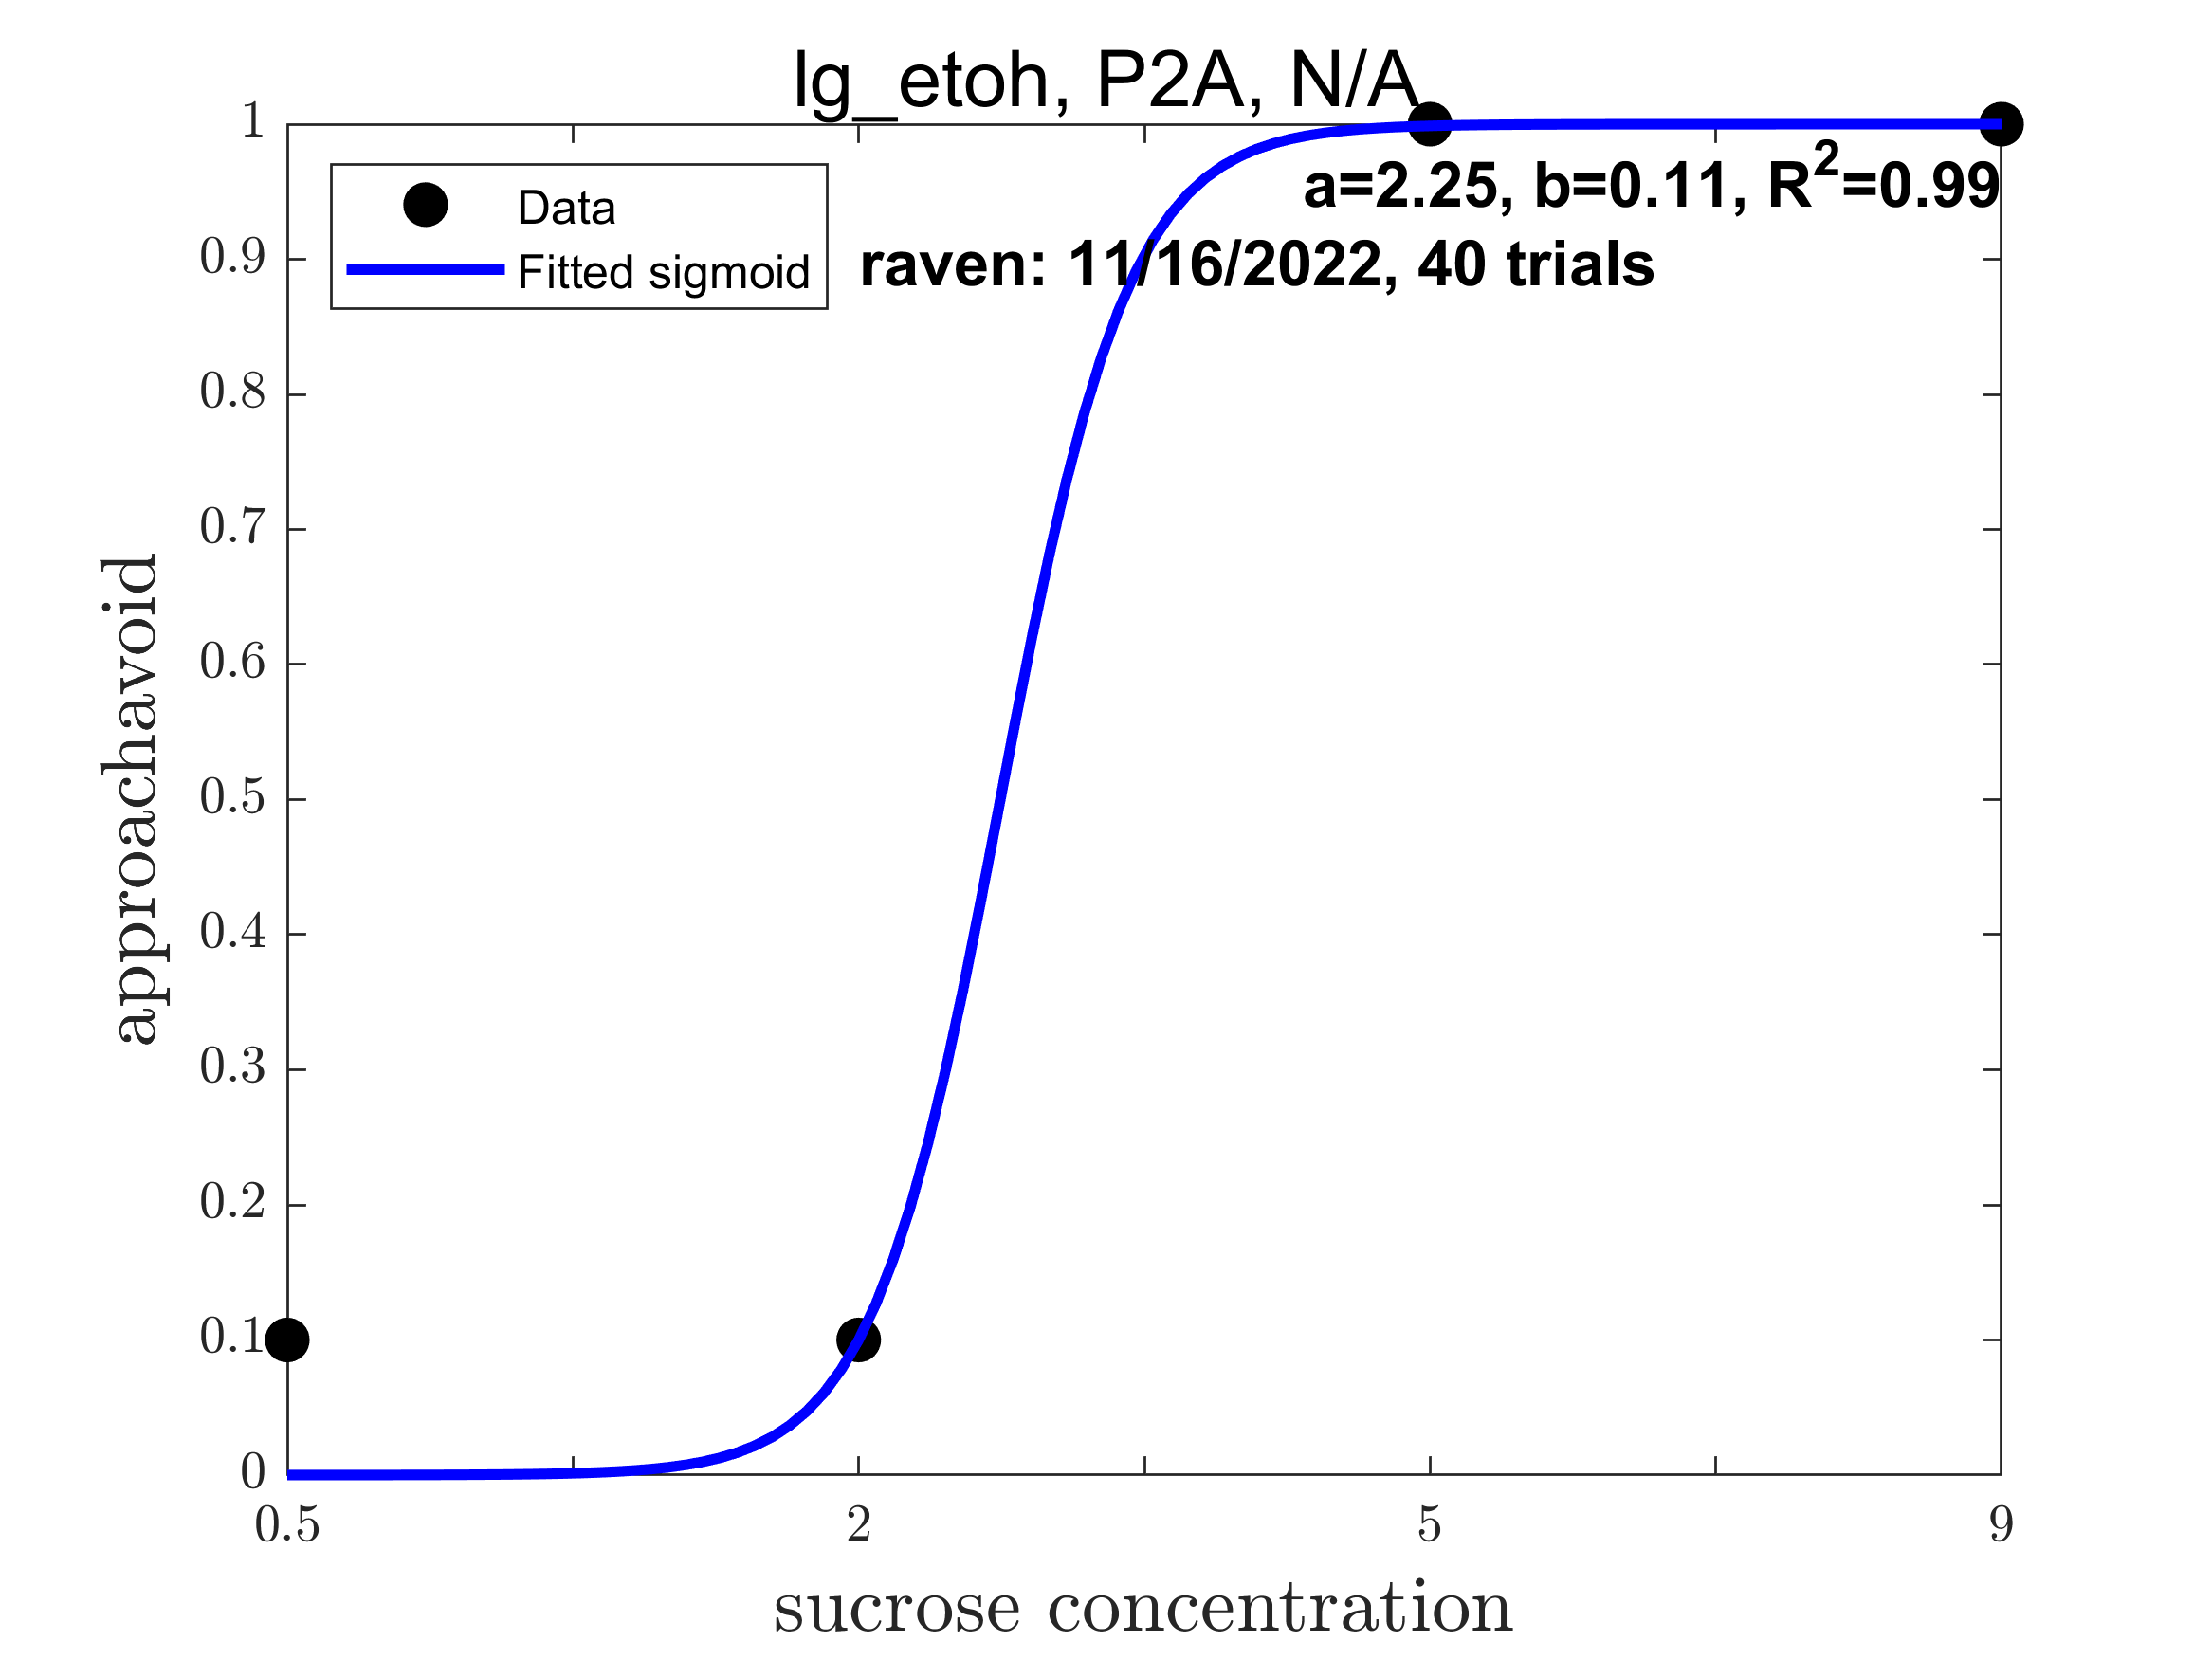 lg_etoh, P2A, N/A
1
0.9
0.8
0.7
0.6
0.5
0.4
0.3
0.2
0.1
0
approachavoid
Data
Fitted sigmoid
a=2.25, b=0.11, R²=0.99
raven: 11/16/2022, 40 trials
0.5 2 5 9
sucrose concentration